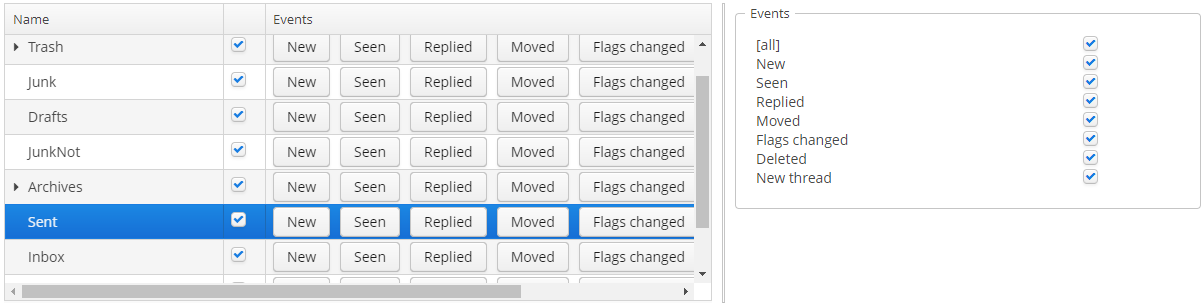 Name Events
Trash New Seen Replied Moved Flags changed
Junk New Seen Replied Moved Flags changed
Drafts New Seen Replied Moved Flags changed
JunkNot New Seen Replied Moved Flags changed
Archives New Seen Replied Moved Flags changed
Sent New Seen Replied Moved Flags changed
Inbox New Seen Replied Moved Flags changed
Events
[all]
New
Seen
Replied
Moved
Flags changed
Deleted
New thread